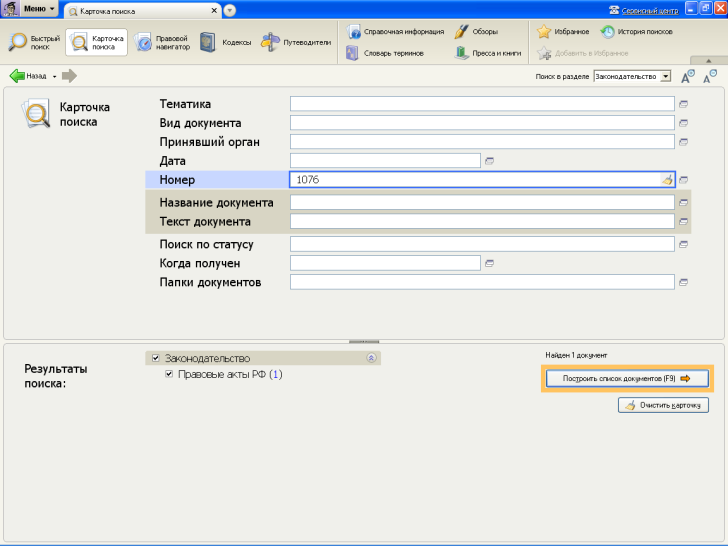 Меню
Карточка поиска
Сервисный центр
Быстрый поиск
Карточка поиска
Правовой навигатор
Кодексы
Путеводители
Справочная информация
Словарь терминов
Обзоры
Пресса и книги
Избранное
Добавить в Избранное
История поисков
Назад
Поиск в разделе
Законодательство
Карточка
поиска
Тематика
Вид документа
Принявший орган
Дата
Номер
1076
Название документа
Текст документа
Поиск по статусу
Когда получен
Папки документов
Результаты
поиска:
Законодательство
Правовые акты РФ (1)
Найден 1 документ
Построить список документов (F9)
Очистить карточку